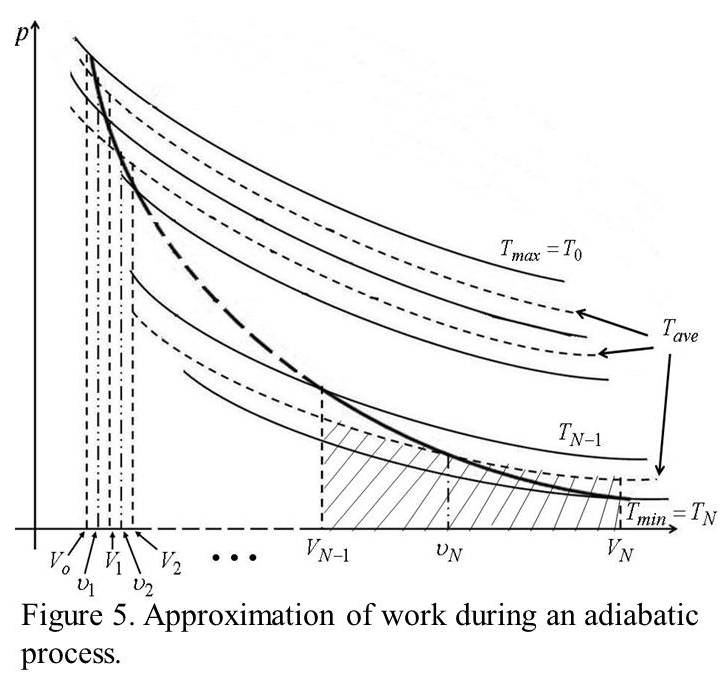 p
T_max = T_0
T_ave
T_N–1
T_min = T_N
V_o υ_1 V_1 υ_2 V_2 ••• V_N–1 υ_N V_N
Figure 5. Approximation of work during an adiabatic
process.